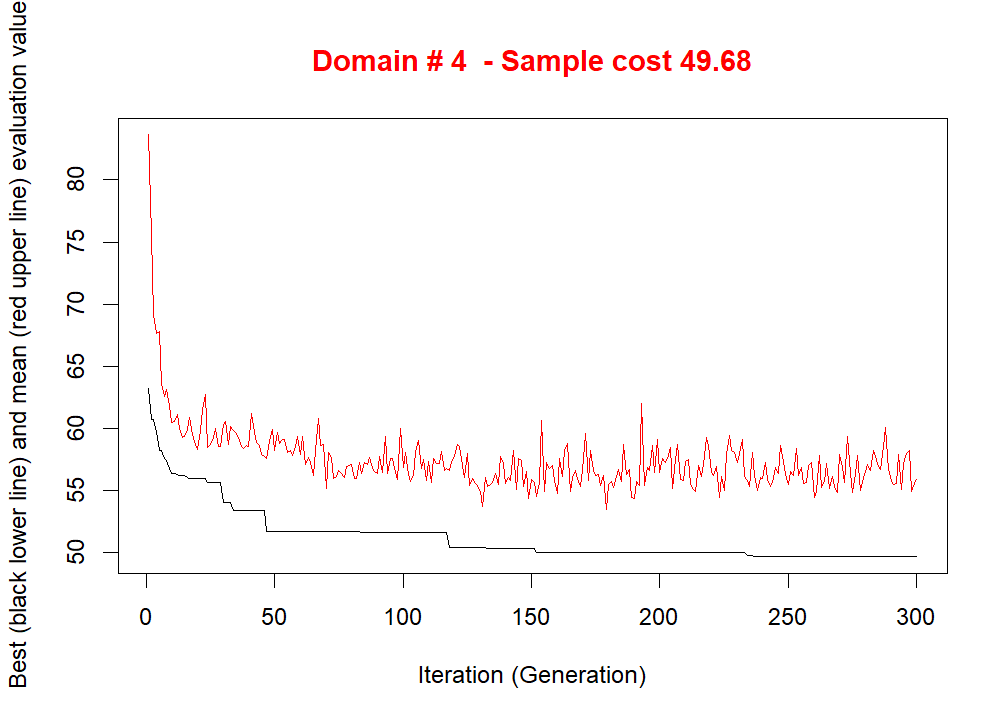 Domain # 4  - Sample cost 49.68
Best (black lower line) and mean (red upper line) evaluation value
80
75
70
65
60
55
50
0 50 100 150 200 250 300
Iteration (Generation)